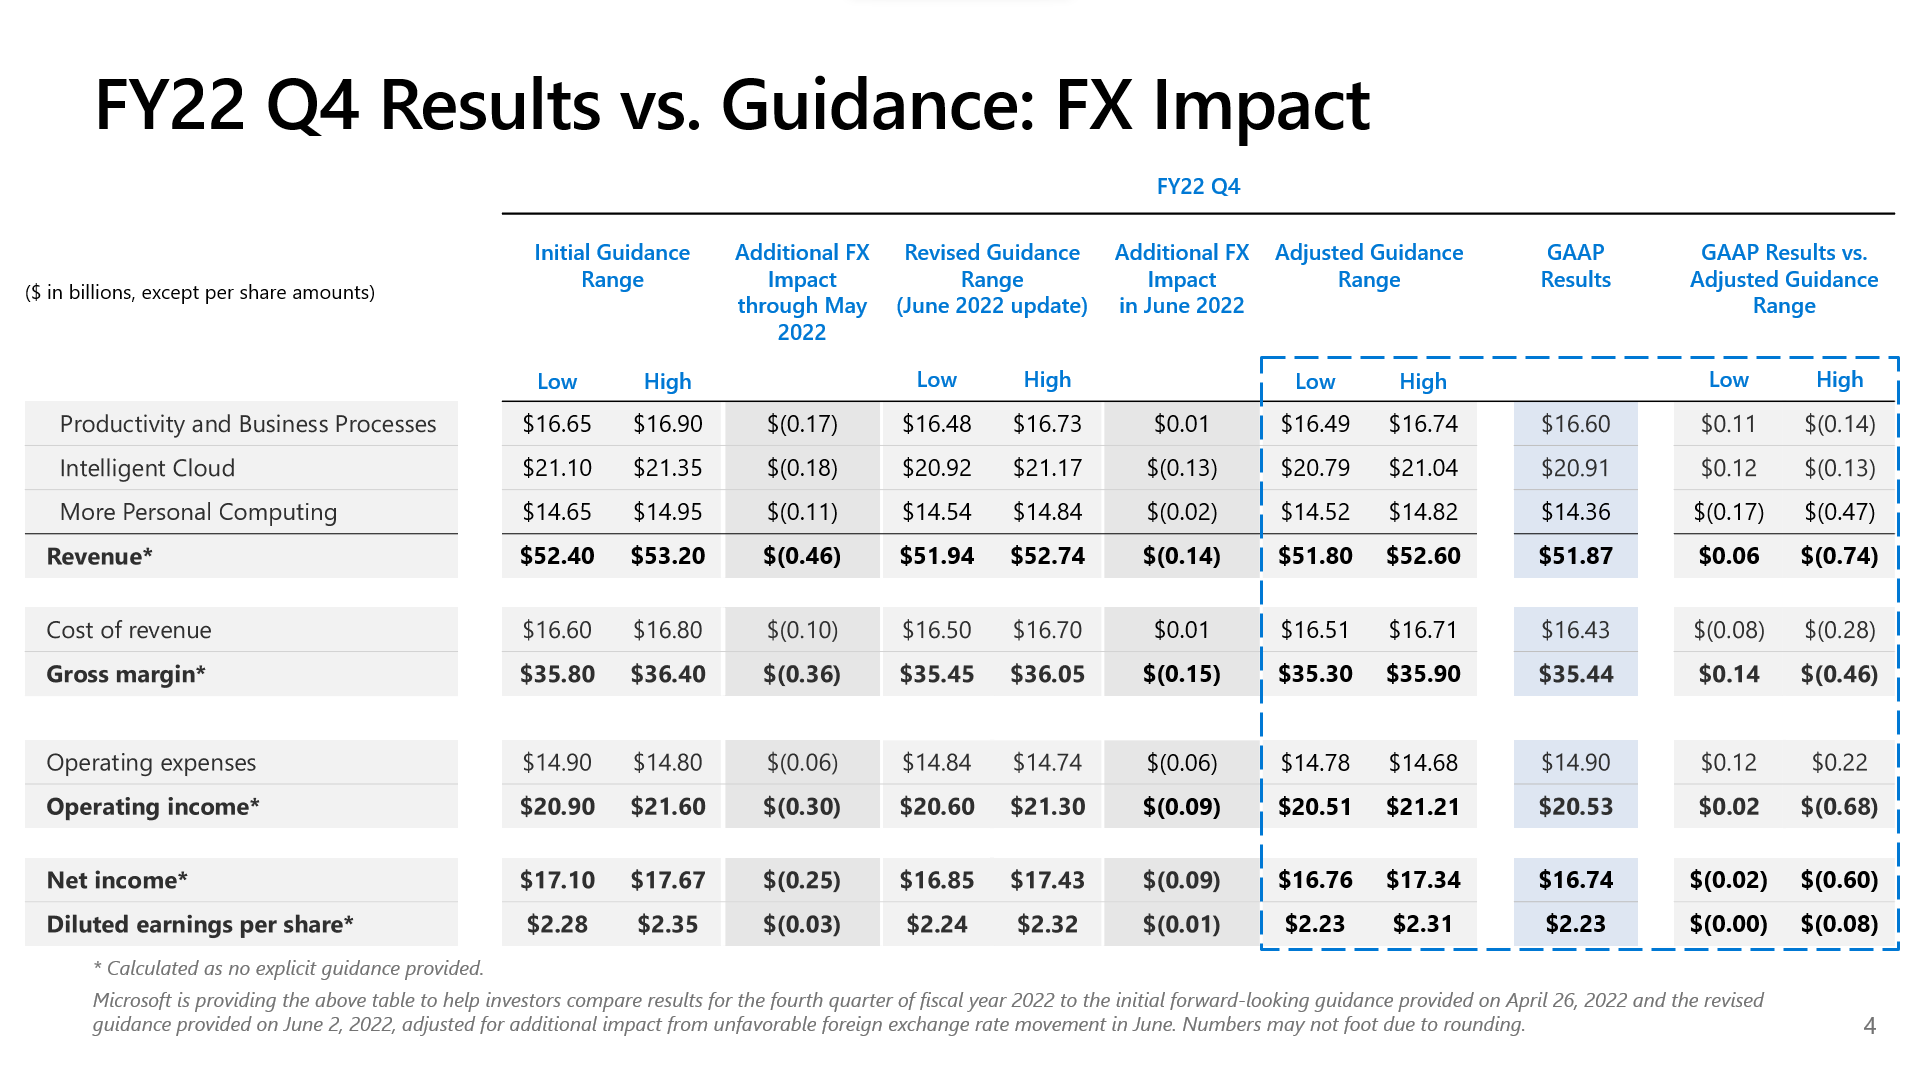 FY22 Q4 Results vs. Guidance: FX Impact
FY22 Q4
($ in billions, except per share amounts)
Initial Guidance Range
Additional FX Impact through May 2022
Revised Guidance Range (June 2022 update)
Additional FX Impact in June 2022
Adjusted Guidance Range
GAAP Results
GAAP Results vs. Adjusted Guidance Range
Low High Low High Low High Low High
Productivity and Business Processes $16.65 $16.90 $(0.17) $16.48 $16.73 $0.01 $16.49 $16.74 $16.60 $0.11 $(0.14)
Intelligent Cloud $21.10 $21.35 $(0.18) $20.92 $21.17 $(0.13) $20.79 $21.04 $20.91 $0.12 $(0.13)
More Personal Computing $14.65 $14.95 $(0.11) $14.54 $14.84 $(0.02) $14.52 $14.82 $14.36 $(0.17) $(0.47)
Revenue* $52.40 $53.20 $(0.46) $51.94 $52.74 $(0.14) $51.80 $52.60 $51.87 $0.06 $(0.74)
Cost of revenue $16.60 $16.80 $(0.10) $16.50 $16.70 $0.01 $16.51 $16.71 $16.43 $(0.08) $(0.28)
Gross margin* $35.80 $36.40 $(0.36) $35.45 $36.05 $(0.15) $35.30 $35.90 $35.44 $0.14 $(0.46)
Operating expenses $14.90 $14.80 $(0.06) $14.84 $14.74 $(0.06) $14.78 $14.68 $14.90 $0.12 $0.22
Operating income* $20.90 $21.60 $(0.30) $20.60 $21.30 $(0.09) $20.51 $21.21 $20.53 $0.02 $(0.68)
Net income* $17.10 $17.67 $(0.25) $16.85 $17.43 $(0.09) $16.76 $17.34 $16.74 $(0.02) $(0.60)
Diluted earnings per share* $2.28 $2.35 $(0.03) $2.24 $2.32 $(0.01) $2.23 $2.31 $2.23 $(0.00) $(0.08)
* Calculated as no explicit guidance provided.
Microsoft is providing the above table to help investors compare results for the fourth quarter of fiscal year 2022 to the initial forward-looking guidance provided on April 26, 2022 and the revised
guidance provided on June 2, 2022, adjusted for additional impact from unfavorable foreign exchange rate movement in June. Numbers may not foot due to rounding.
4